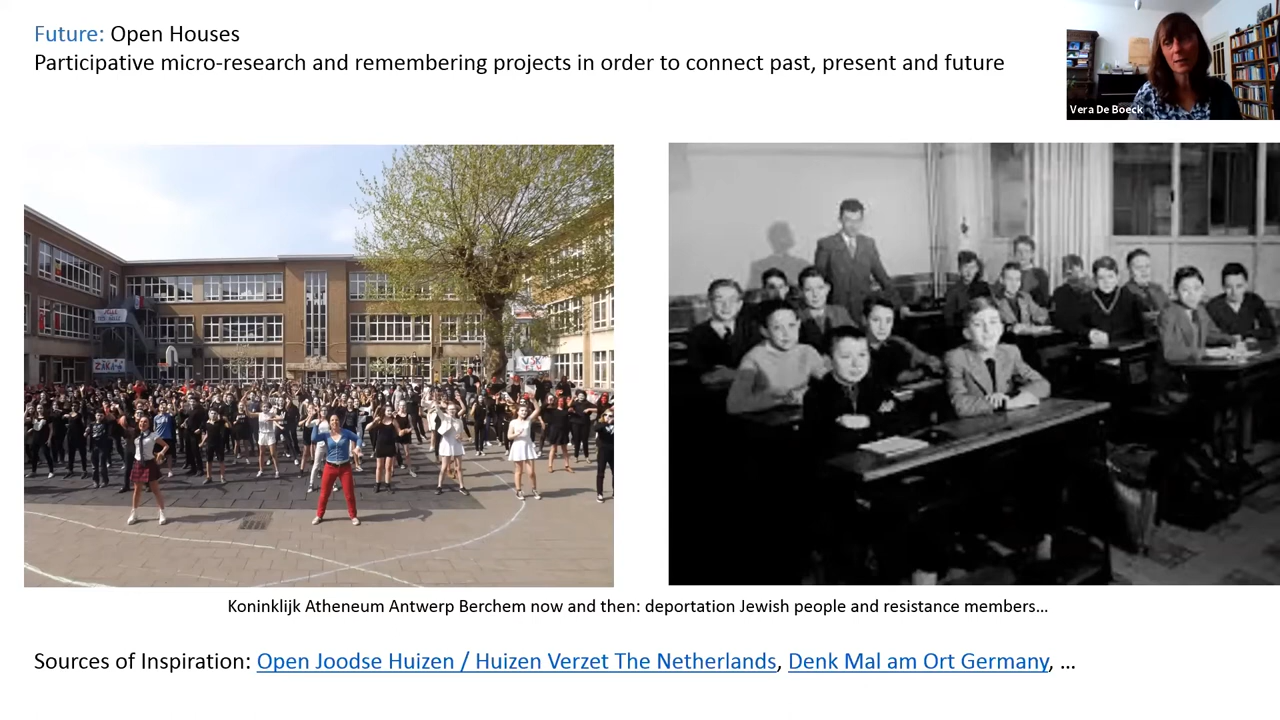 Future: Open Houses
Participative micro-research and remembering projects in order to connect past, present and future
Vera De Boeck
ZAKA
Koninklijk Atheneum Antwerp Berchem now and then: deportation Jewish people and resistance members...
Sources of Inspiration: Open Joodse Huizen / Huizen Verzet The Netherlands, Denk Mal am Ort Germany, ...